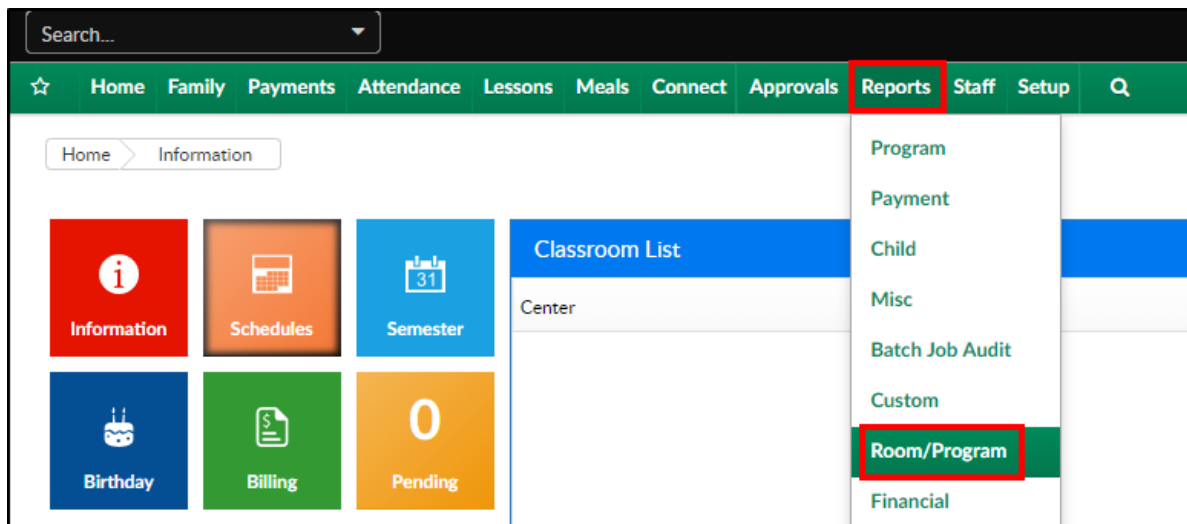 Search...
Home Family Payments Attendance Lessons Meals Connect Approvals Reports Staff Setup
Home Information
Program
Payment
Child
Misc
Batch Job Audit
Custom
Room/Program
Financial
Information
Schedules
31
Semester
Birthday
$
Billing
0
Pending
Classroom List
Center